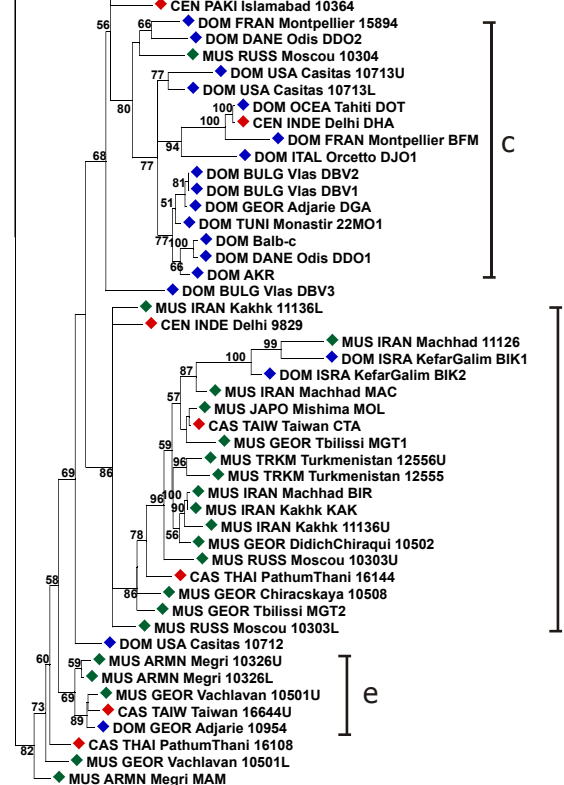 CEN PAKI Islamabad 10364
56
66
DOM FRAN Montpellier 15894
DOM DANE Odis DDO2
MUS RUSS Moscou 10304
80
77
DOM USA Casitas 10713U
DOM USA Casitas 10713L
100
DOM OCEA Tahiti DOT
100
CEN INDE Delhi DHA
DOM FRAN Montpellier BFM
94
DOM ITAL Orcetto DJO1
c
68
77
DOM BULG Vlas DBV2
81
DOM BULG Vlas DBV1
51
DOM GEOR Adjarie DGA
DOM TUNI Monastir 22MO1
77
100
DOM Balb-c
DOM DANE Odis DDO1
66
DOM AKR
DOM BULG Vlas DBV3
MUS IRAN Kakhk 11136L
CEN INDE Delhi 9829
99
MUS IRAN Machhad 11126
100
DOM ISRA KefarGalim BIK1
87
DOM ISRA KefarGalim BIK2
57
MUS IRAN Machhad MAC
MUS JAPO Mishima MOL
CAS TAIW Taiwan CTA
59
MUS GEOR Tbilissi MGT1
96
MUS TRKM Turkmenistan 12556U
69
86
MUS TRKM Turkmenistan 12555
96
100
MUS IRAN Machhad BIR
90
MUS IRAN Kakhk KAK
MUS IRAN Kakhk 11136U
78
56
MUS GEOR DidichChiraqui 10502
MUS RUSS Moscou 10303U
CAS THAI PathumThani 16144
58
86
MUS GEOR Chiracskaya 10508
MUS GEOR Tbilissi MGT2
MUS RUSS Moscou 10303L
DOM USA Casitas 10712
60
59
MUS ARMN Megri 10326U
MUS ARMN Megri 10326L
69
MUS GEOR Vachlavan 10501U
e
73
89
CAS TAIW Taiwan 16644U
DOM GEOR Adjarie 10954
82
CAS THAI PathumThani 16108
MUS GEOR Vachlavan 10501L
MUS ARMN Megri MAM